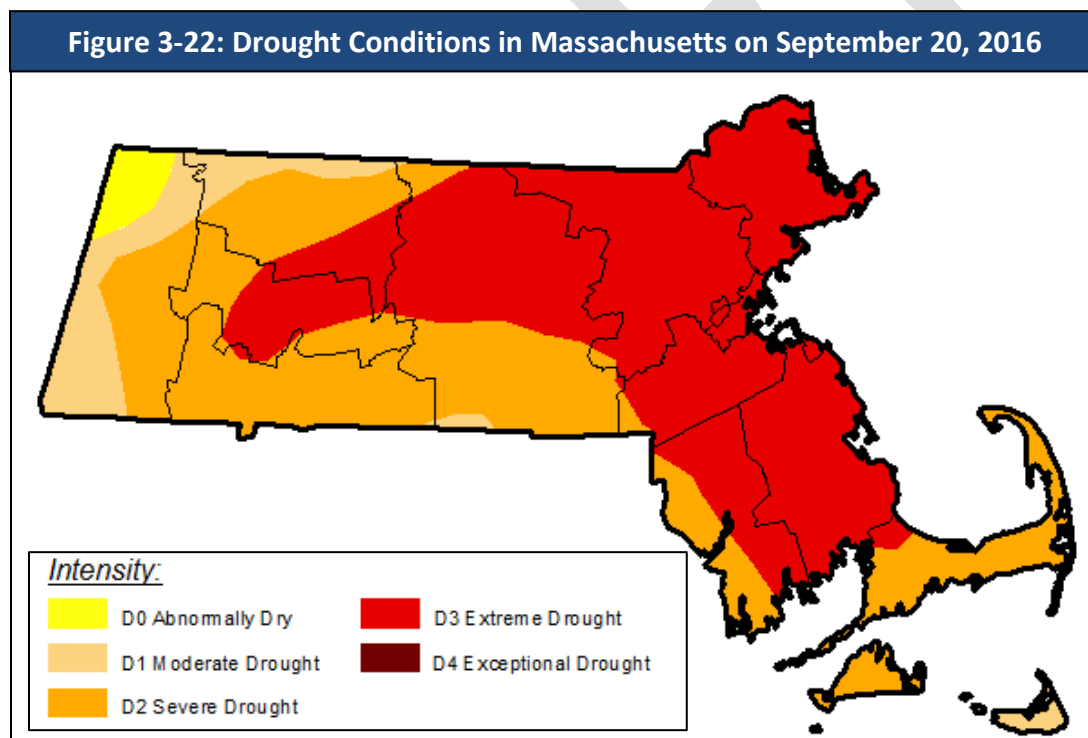 Figure 3-22: Drought Conditions in Massachusetts on September 20, 2016
Intensity:
D0 Abnormally Dry
D1 Moderate Drought
D2 Severe Drought
D3 Extreme Drought
D4 Exceptional Drought